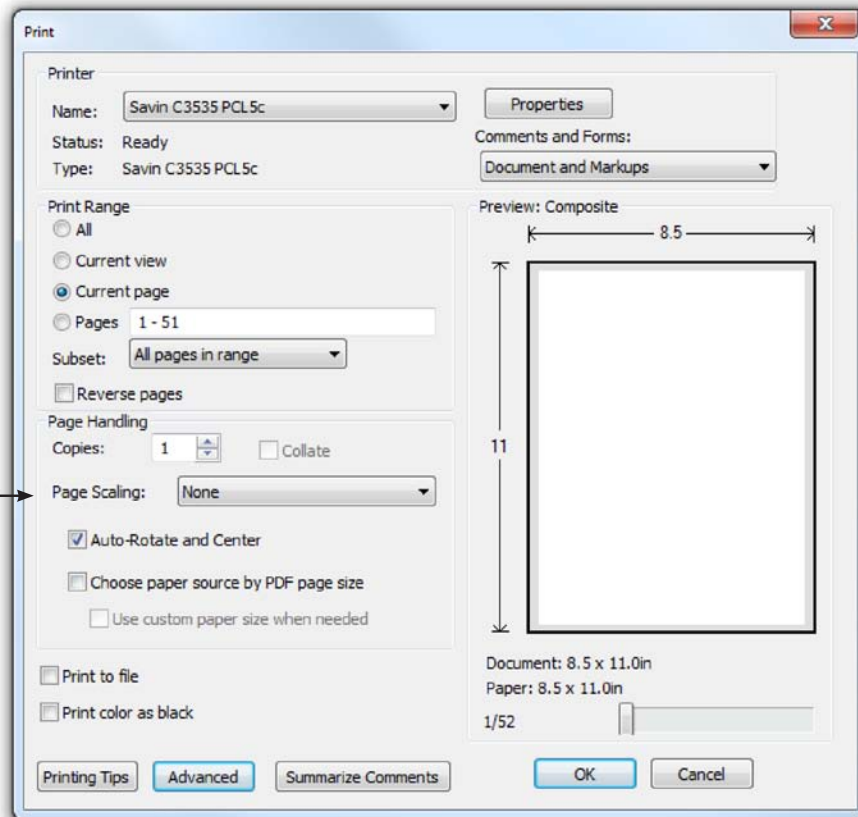 Print
Printer
Name: Savin C3535 PCL5c Properties
Status: Ready Comments and Forms:
Type: Savin C3535 PCL5c Document and Markups
Print Range
All
Current view
Current page
Pages 1 - 51
Subset: All pages in range
Reverse pages
Page Handling
Copies: 1 Collate
Page Scaling: None
Auto-Rotate and Center
Choose paper source by PDF page size
Use custom paper size when needed
Print to file
Print color as black
Preview: Composite
8.5
11
Document: 8.5 x 11.0in
Paper: 8.5 x 11.0in
1/52
Printing Tips Advanced Summarize Comments OK Cancel